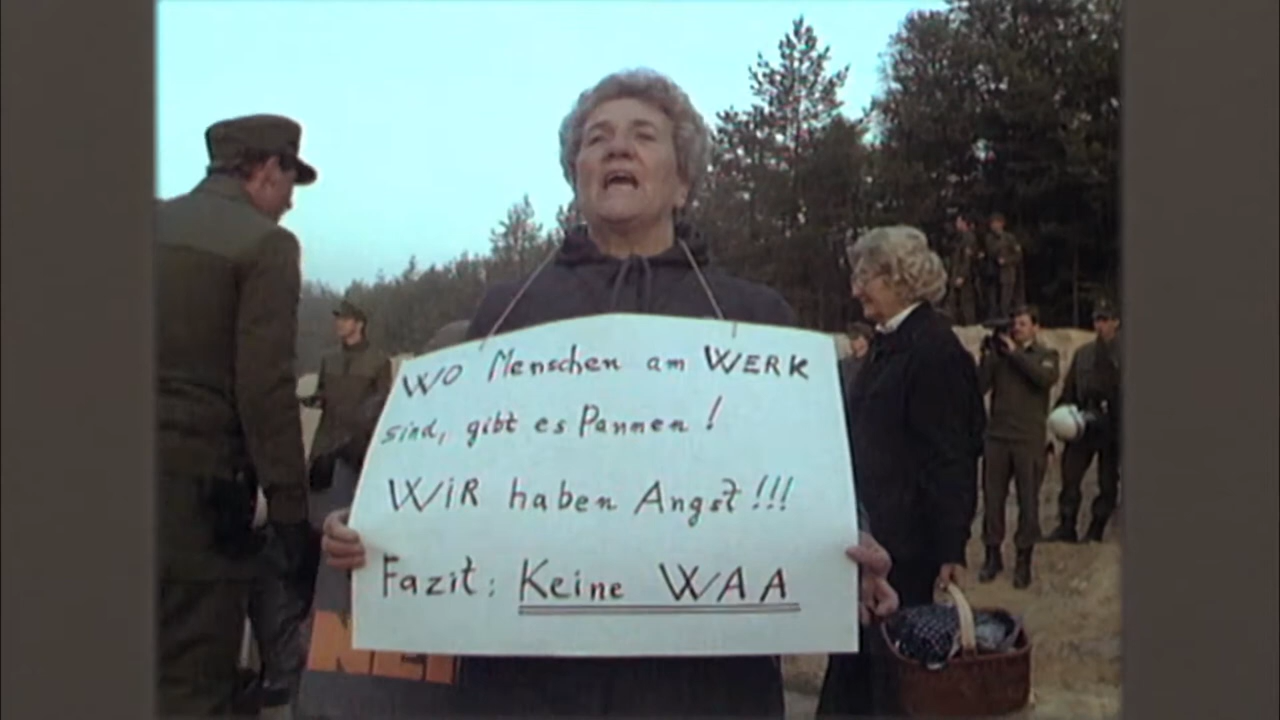 WO Menschen am WERK
sind, gibt es Pannen!
WiR haben Angst!!!
Fazit: Keine WAA